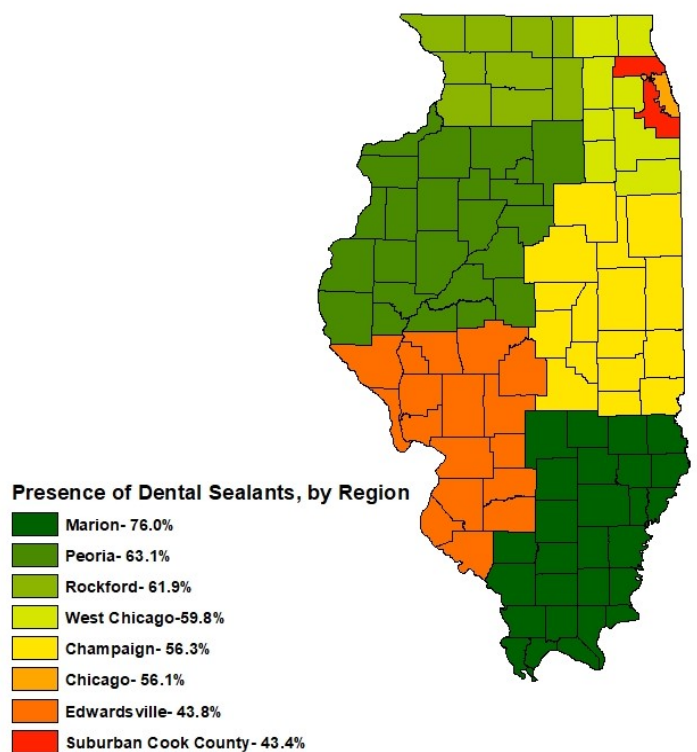 Presence of Dental Sealants, by Region
Marion- 76.0%
Peoria- 63.1%
Rockford- 61.9%
West Chicago-59.8%
Champaign- 56.3%
Chicago- 56.1%
Edwardsville- 43.8%
Suburban Cook County- 43.4%